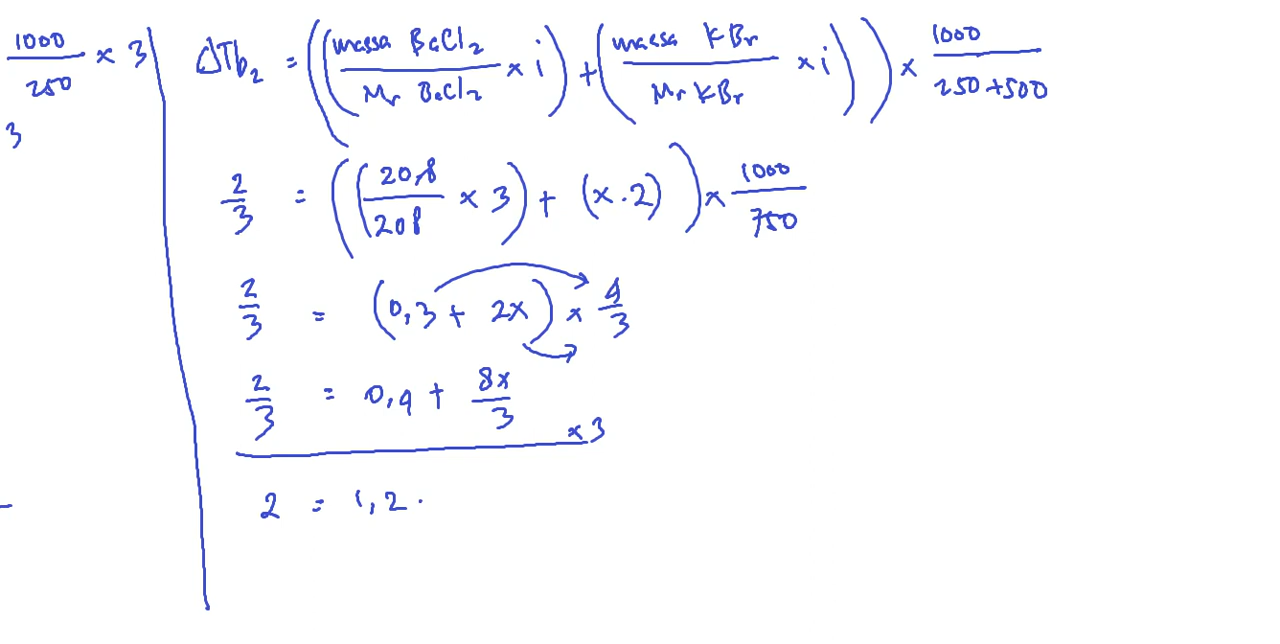 1000/250 × 3
3
ΔTb₂ = ((massa BaCl₂/Mr BaCl₂ × i) + (massa KBr/Mr KBr × i)) × 1000/250+500
2/3 = ((20,8/208 × 3) + (x.2)) × 1000/750
2/3 = (0,3 + 2x) × 4/3
2/3 = 0,4 + 8x/3
×3
2 = 1,2 .